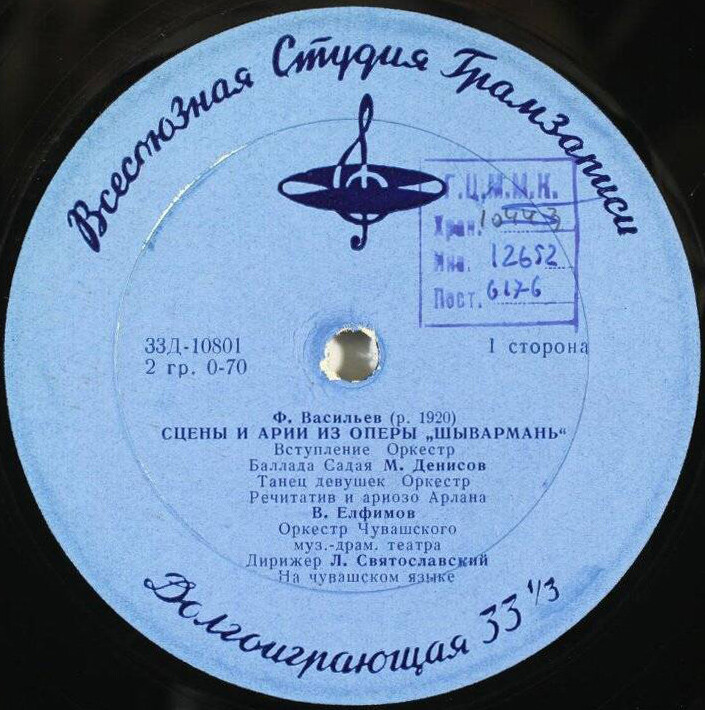 Всесоюзная Студия Грамзаписи
Г.Ц.М.М.К.
Хран. 10443
Инв. 12652
Пост. 6176
33Д-10801
2 гр. 0-70
I сторона
Ф. Васильев (р. 1920)
СЦЕНЫ И АРИИ ИЗ ОПЕРЫ „ШЫВАРМАНЬ“
Вступление Оркестр
Баллада Садая М. Денисов
Танец девушек Оркестр
Речитатив и ариозо Арлана
В. Елфимов
Оркестр Чувашского
муз.-драм. театра
Дирижер Л. Святославский
На чувашском языке
Долгоиграющая 33 1/3